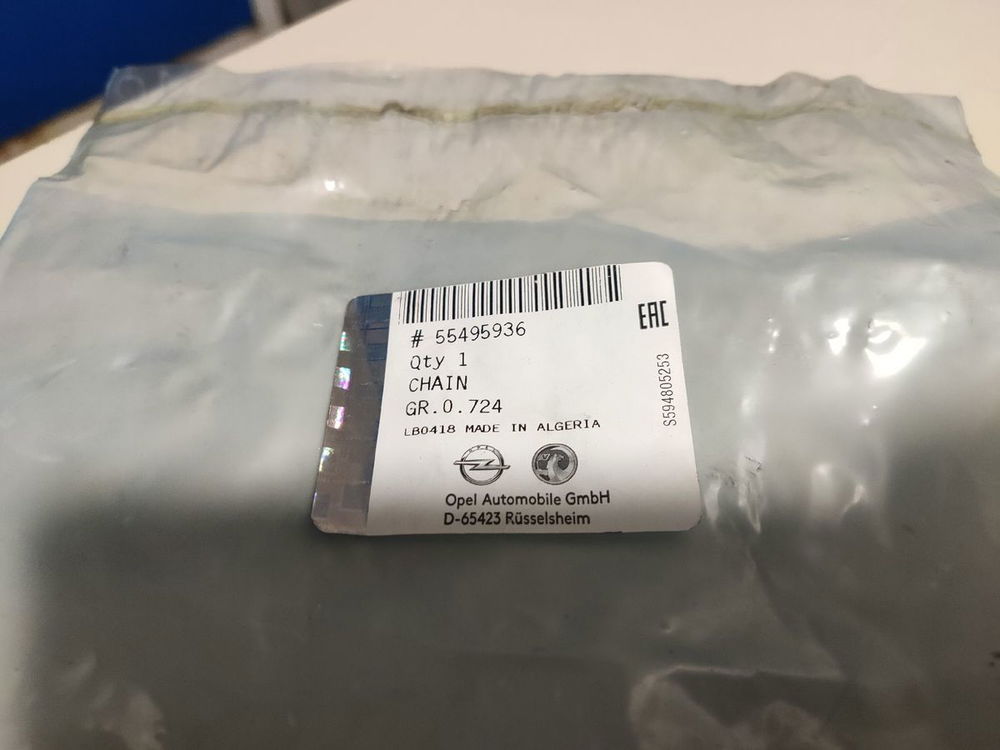 # 55495936
Qty 1
CHAIN
GR.0.724
LB0418 MADE IN ALGERIA
Opel Automobile GmbH
D-65423 Rüsselsheim
EAC
S594805253